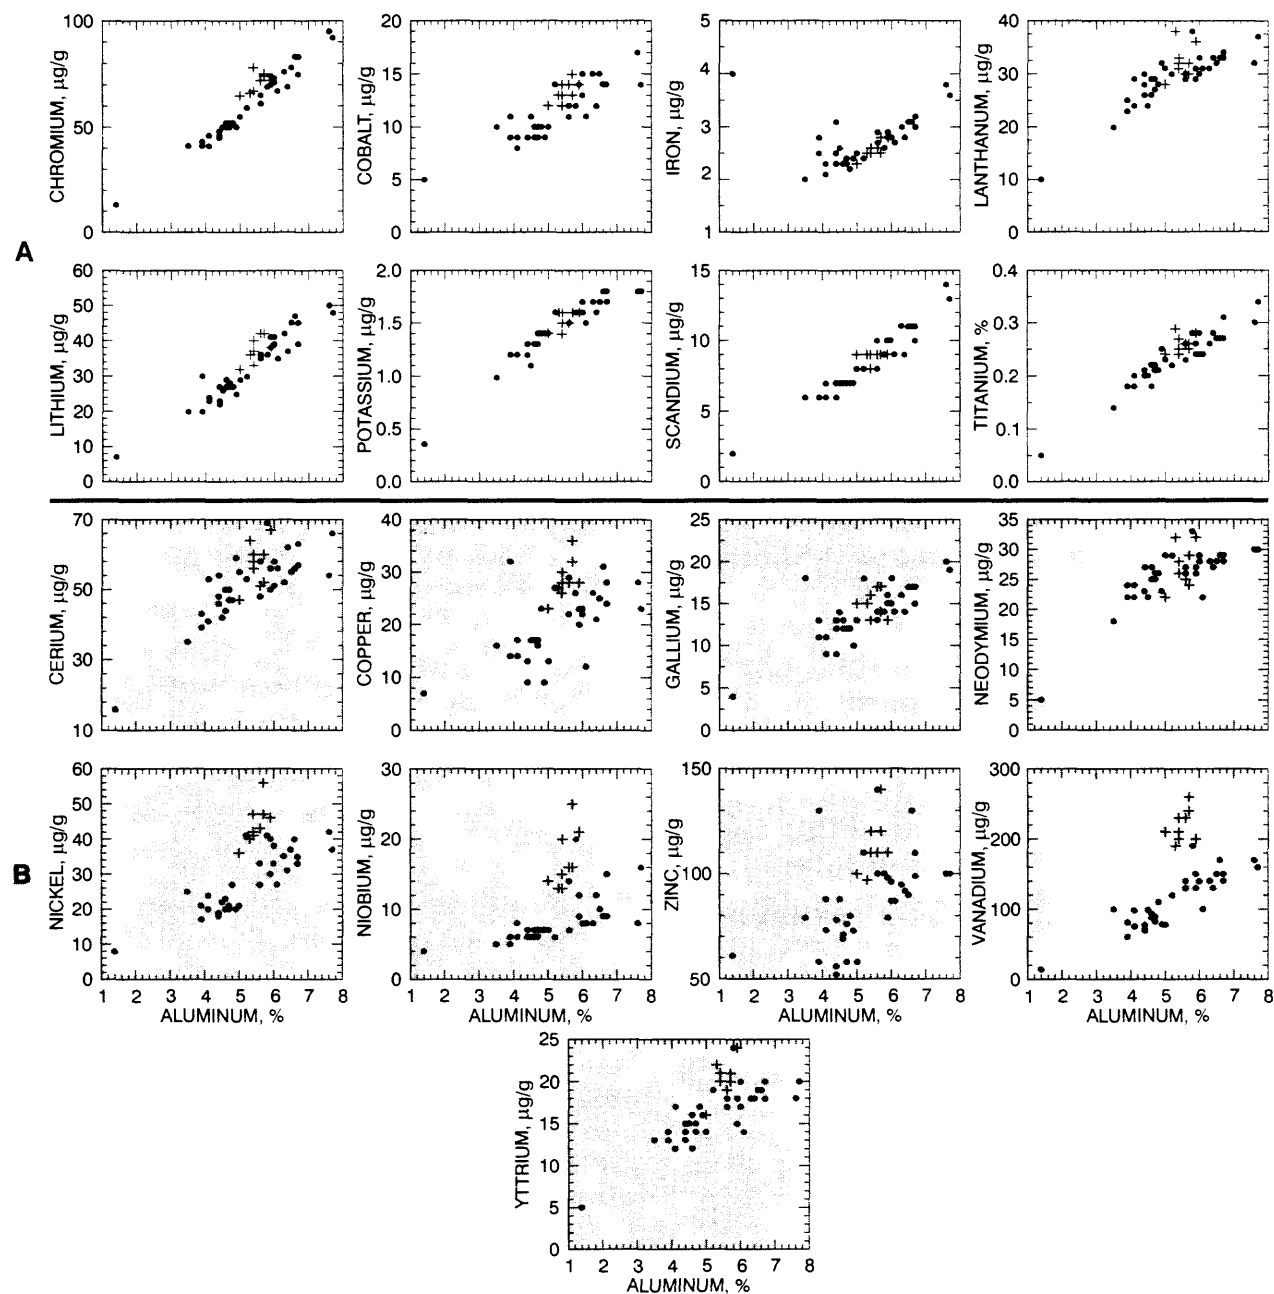 A
CHROMIUM, µg/g
100
50
0
COBALT, µg/g
20
15
10
5
0
IRON, µg/g
5
4
3
2
1
LANTHANUM, µg/g
40
30
20
10
0
LITHIUM, µg/g
60
50
40
30
20
10
0
POTASSIUM, µg/g
2.0
1.5
1.0
0.5
0.0
SCANDIUM, µg/g
15
10
5
0
TITANIUM, %
0.4
0.3
0.2
0.1
0.0
B
CERIUM, µg/g
70
50
30
10
COPPER, µg/g
40
30
20
10
0
GALLIUM, µg/g
25
20
15
10
5
0
NEODYMIUM, µg/g
35
30
25
20
15
10
5
0
NICKEL, µg/g
60
50
40
30
20
10
0
1 2 3 4 5 6 7 8
ALUMINUM, %
NIOBIUM, µg/g
30
20
10
0
1 2 3 4 5 6 7 8
ALUMINUM, %
ZINC, µg/g
150
100
50
1 2 3 4 5 6 7 8
ALUMINUM, %
VANADIUM, µg/g
300
200
100
0
1 2 3 4 5 6 7 8
ALUMINUM, %
YTTRIUM, µg/g
25
20
15
10
5
0
1 2 3 4 5 6 7 8
ALUMINUM, %